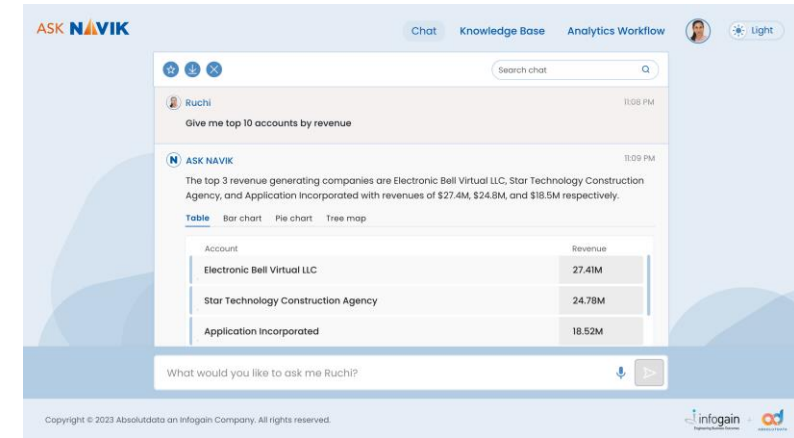 ASK NAVIK
Chat Knowledge Base Analytics Workflow Light
Search chat
Ruchi 11:08 PM
Give me top 10 accounts by revenue
N ASK NAVIK 11:09 PM
The top 3 revenue generating companies are Electronic Bell Virtual LLC, Star Technology Construction
Agency, and Application Incorporated with revenues of $27.4M, $24.8M, and $18.5M respectively.
Table Bar chart Pie chart Tree map
Account Revenue
Electronic Bell Virtual LLC 27.41M
Star Technology Construction Agency 24.78M
Application Incorporated 18.52M
What would you like to ask me Ruchi?
Copyright © 2023 Absolutdata an Infogain Company. All rights reserved.
infogain